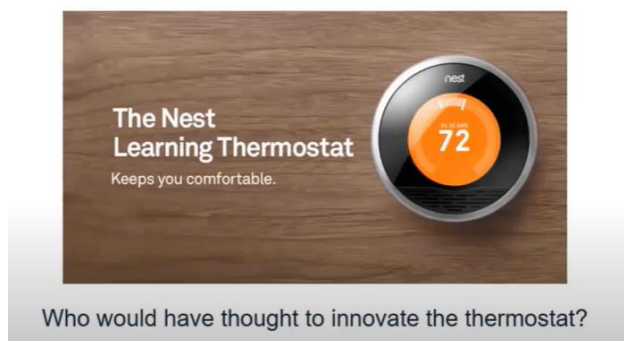 The Nest
Learning Thermostat
Keeps you comfortable.
nest
72
Who would have thought to innovate the thermostat?